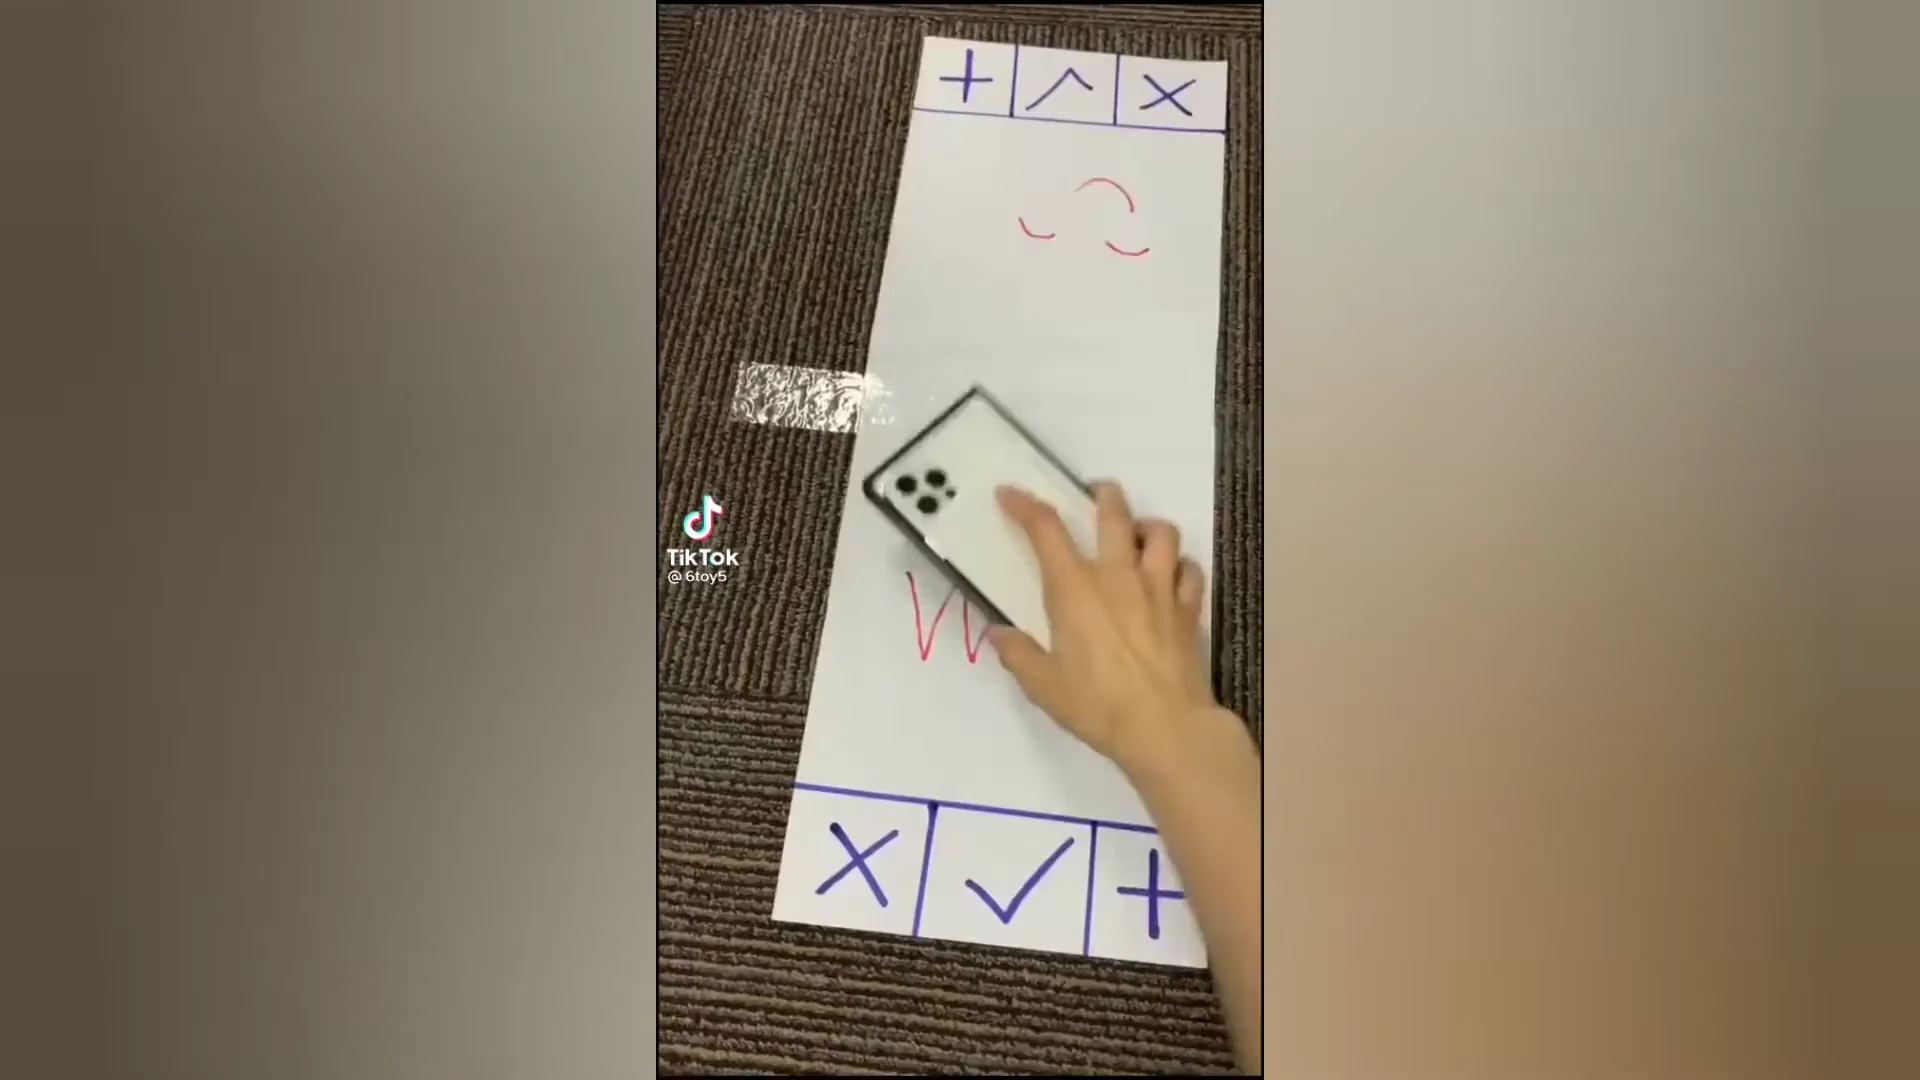 + ^ x
TikTok
@6toy5
W
X ✓ +